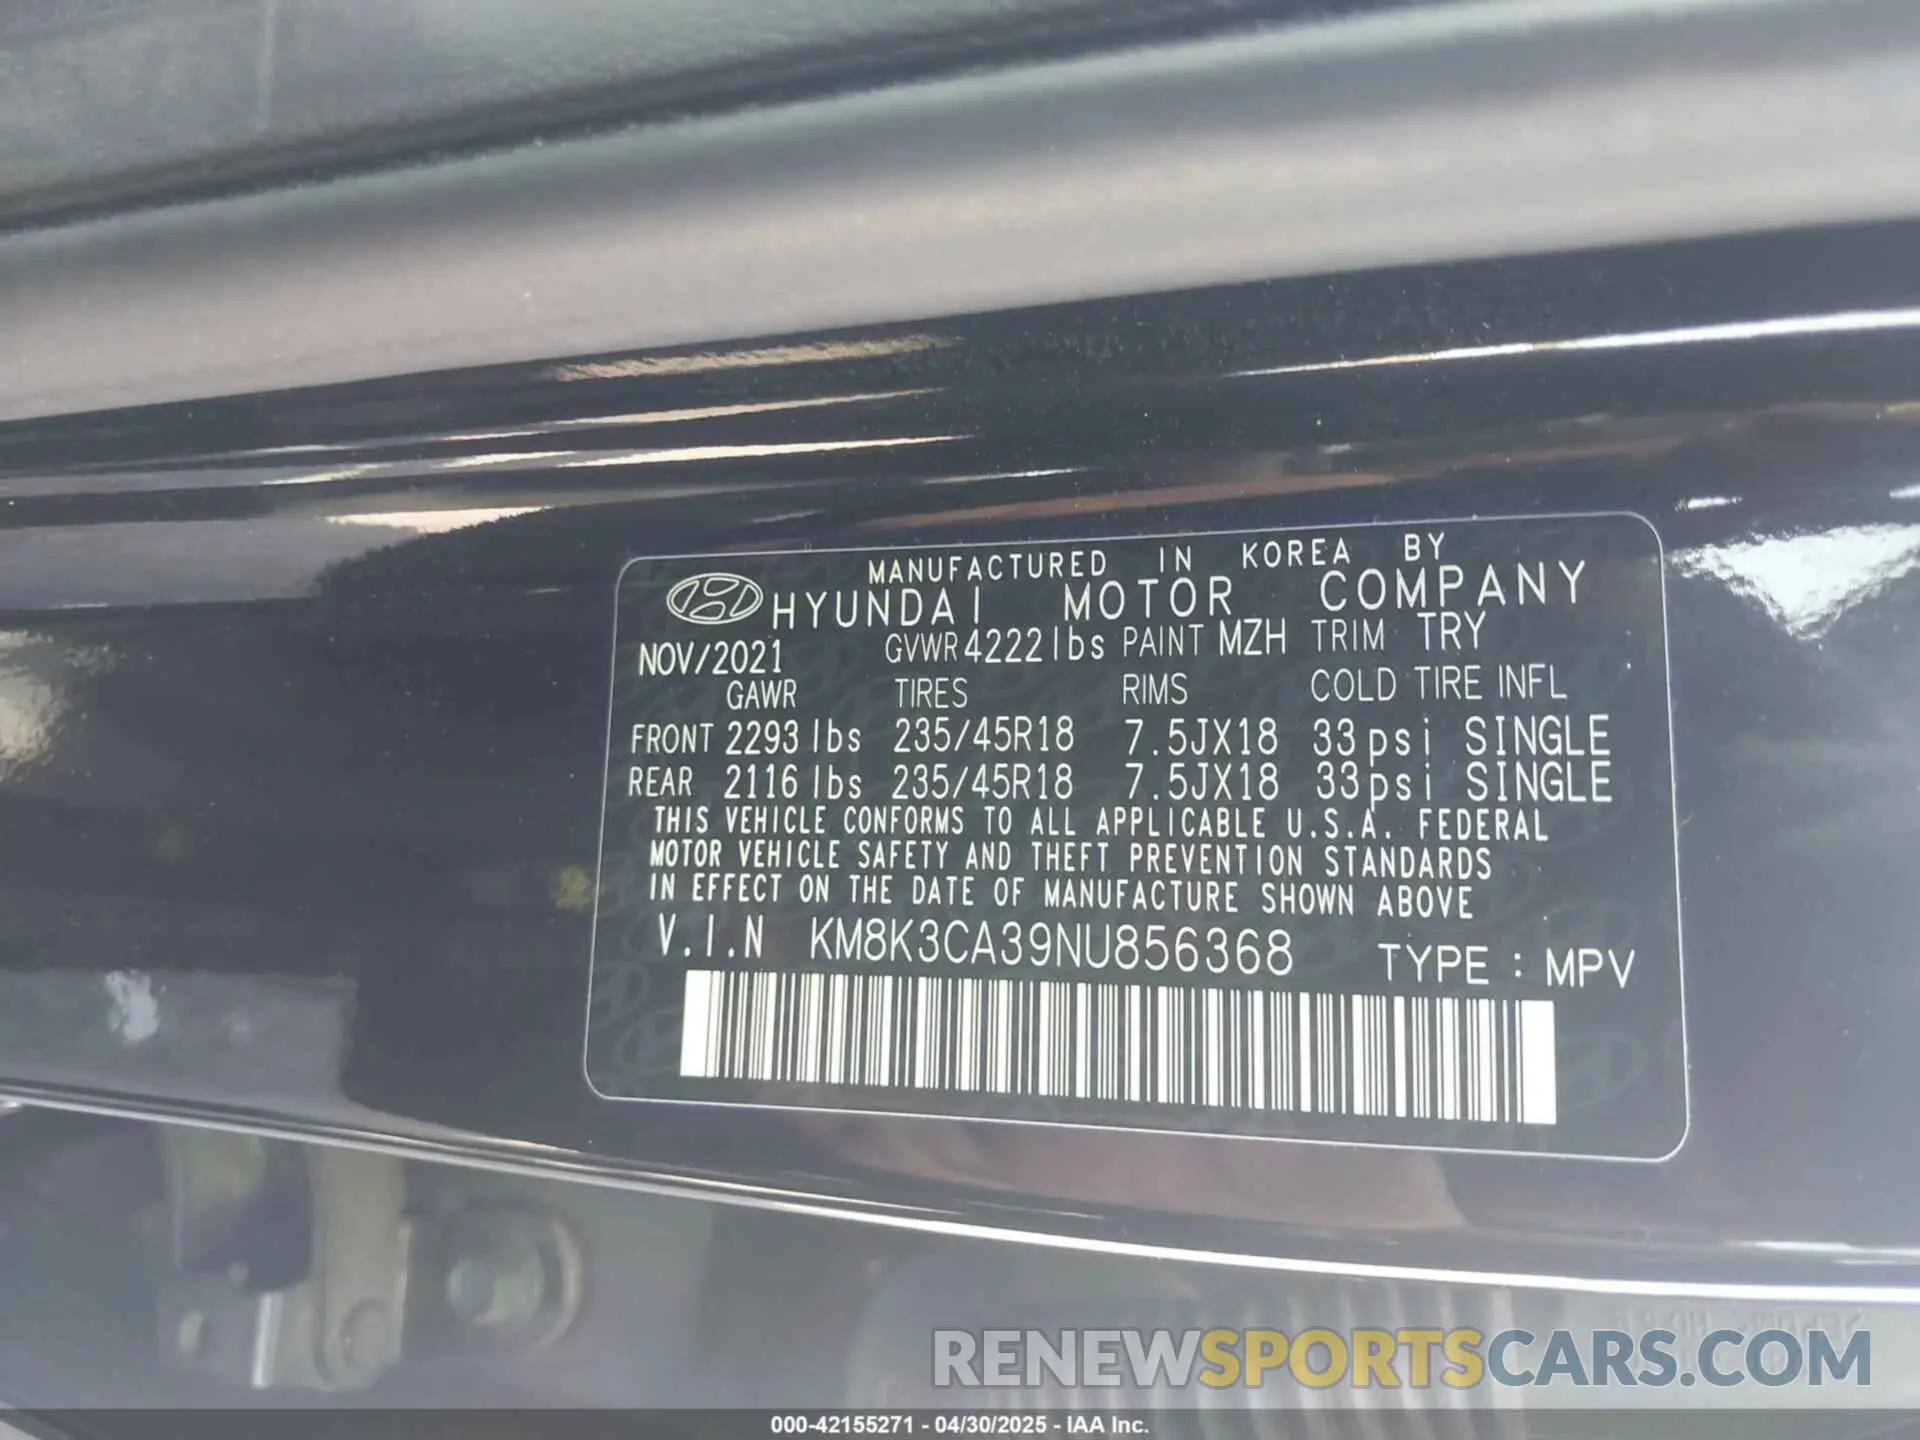 MANUFACTURED IN KOREA BY
HYUNDAI MOTOR COMPANY
NOV/2021 GVWR 4222lbs PAINT MZH TRIM TRY
GAWR TIRES RIMS COLD TIRE INFL
FRONT 2293 lbs 235/45R18 7.5JX18 33psi SINGLE
REAR 2116 lbs 235/45R18 7.5JX18 33psi SINGLE
THIS VEHICLE CONFORMS TO ALL APPLICABLE U.S.A. FEDERAL
MOTOR VEHICLE SAFETY AND THEFT PREVENTION STANDARDS
IN EFFECT ON THE DATE OF MANUFACTURE SHOWN ABOVE
V.I.N KM8K3CA39NU856368 TYPE : MPV
RENEWSPORTSCARS.COM
000-42155271 - 04/30/2025 - IAA Inc.